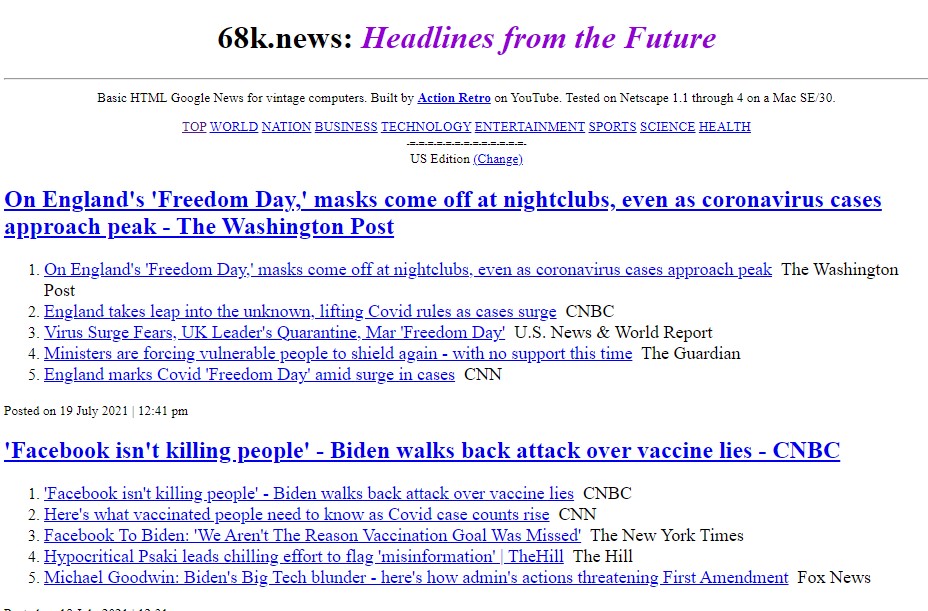 68k.news: Headlines from the Future
Basic HTML Google News for vintage computers. Built by Action Retro on YouTube. Tested on Netscape 1.1 through 4 on a Mac SE/30.
TOP WORLD NATION BUSINESS TECHNOLOGY ENTERTAINMENT SPORTS SCIENCE HEALTH
-=-=-=-=-=-=-=-=-=-=-=-=-=-
US Edition (Change)
On England's 'Freedom Day,' masks come off at nightclubs, even as coronavirus cases
approach peak - The Washington Post
1. On England's 'Freedom Day,' masks come off at nightclubs, even as coronavirus cases approach peak The Washington
Post
2. England takes leap into the unknown, lifting Covid rules as cases surge CNBC
3. Virus Surge Fears, UK Leader's Quarantine, Mar 'Freedom Day' U.S. News & World Report
4. Ministers are forcing vulnerable people to shield again - with no support this time The Guardian
5. England marks Covid 'Freedom Day' amid surge in cases CNN
Posted on 19 July 2021 | 12:41 pm
'Facebook isn't killing people' - Biden walks back attack over vaccine lies - CNBC
1. 'Facebook isn't killing people' - Biden walks back attack over vaccine lies CNBC
2. Here's what vaccinated people need to know as Covid case counts rise CNN
3. Facebook To Biden: 'We Aren't The Reason Vaccination Goal Was Missed' The New York Times
4. Hypocritical Psaki leads chilling effort to flag 'misinformation' | TheHill The Hill
5. Michael Goodwin: Biden's Big Tech blunder - here's how admin's actions threatening First Amendment Fox News